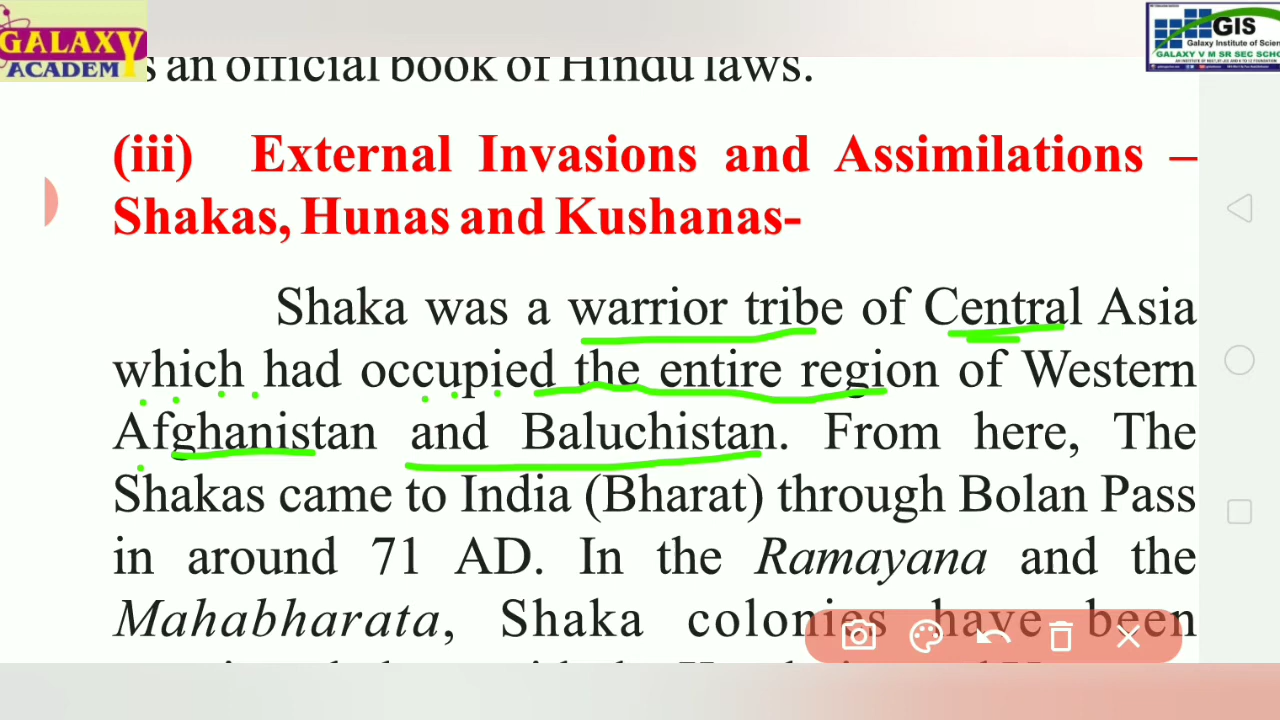 GALAXY
ACADEM
GIS
Galaxy Institute of Scien
GALAXY V M SR SEC SCHO
s an official book of Hindu laws.
(iii) External Invasions and Assimilations –
Shakas, Hunas and Kushanas-
Shaka was a warrior tribe of Central Asia
which had occupied the entire region of Western
Afghanistan and Baluchistan. From here, The
Shakas came to India (Bharat) through Bolan Pass
in around 71 AD. In the Ramayana and the
Mahabharata, Shaka colonies have been